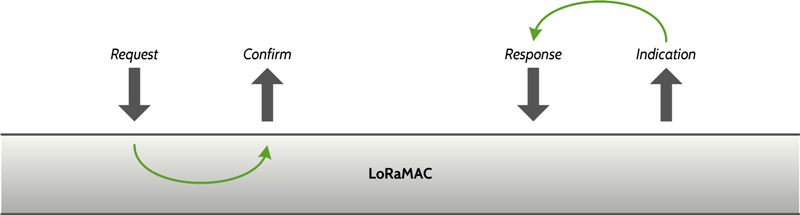 Request
Confirm
Response
Indication
LoRaMAC